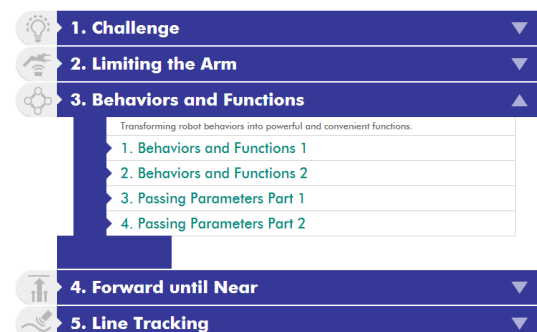 1. Challenge
2. Limiting the Arm
3. Behaviors and Functions
Transforming robot behaviors into powerful and convenient functions.
1. Behaviors and Functions 1
2. Behaviors and Functions 2
3. Passing Parameters Part 1
4. Passing Parameters Part 2
4. Forward until Near
5. Line Tracking